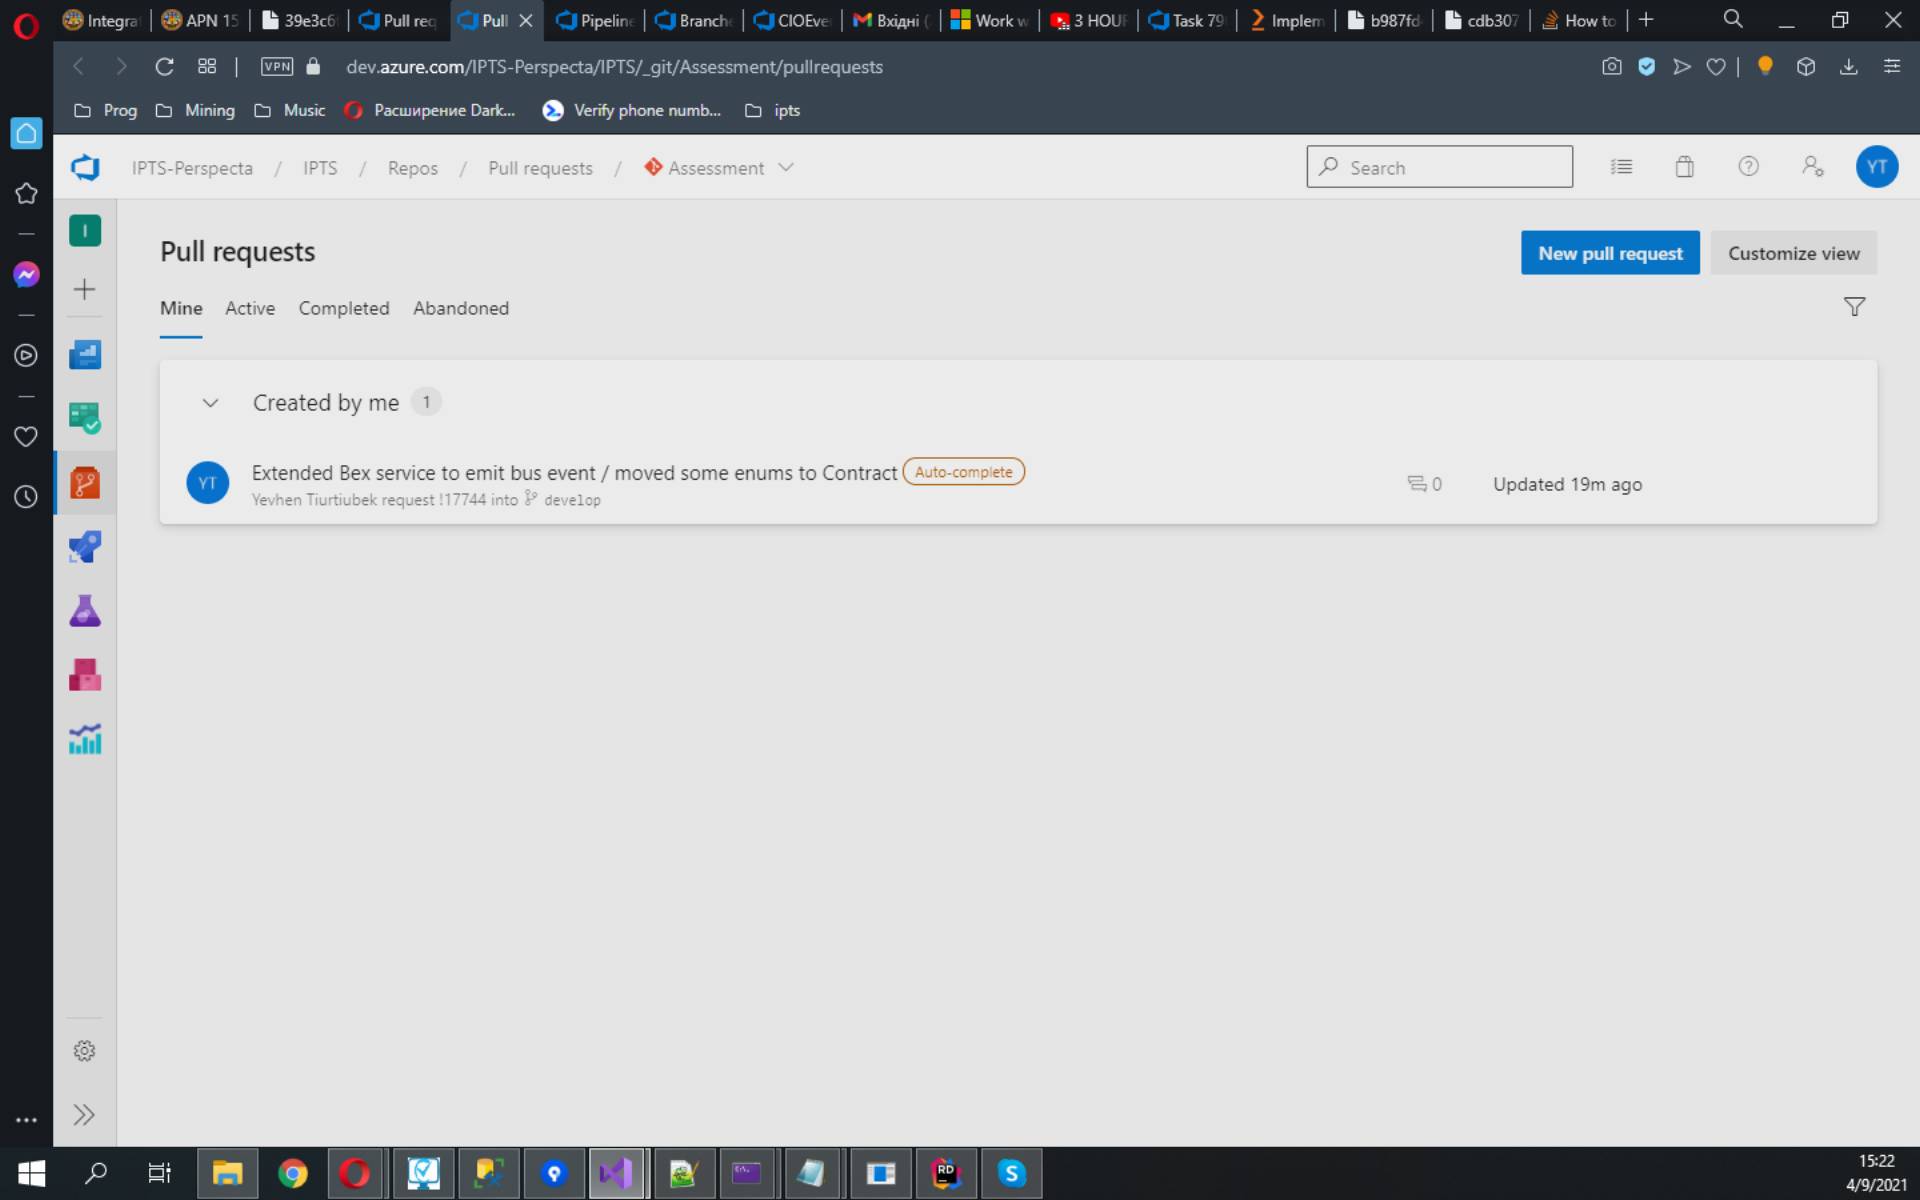 Integrat
APN 15
39e3c6f
Pull req
Pull
Pipeline
Branche
CIOEve
Вхідні (
Work w
3 HOUR
Task 79
Implem
b987fd
cdb307
How to
VPN
dev.azure.com/IPTS-Perspecta/IPTS/_git/Assessment/pullrequests
Prog
Mining
Music
Расширение Dark...
Verify phone numb...
ipts
IPTS-Perspecta / IPTS / Repos / Pull requests / Assessment
Search
YT
I
Pull requests
New pull request
Customize view
Mine
Active
Completed
Abandoned
Created by me 1
YT
Extended Bex service to emit bus event / moved some enums to Contract Auto-complete
Yevhen Tiurtiubek request !17744 into develop
0
Updated 19m ago
RD
S
15:22
4/9/2021